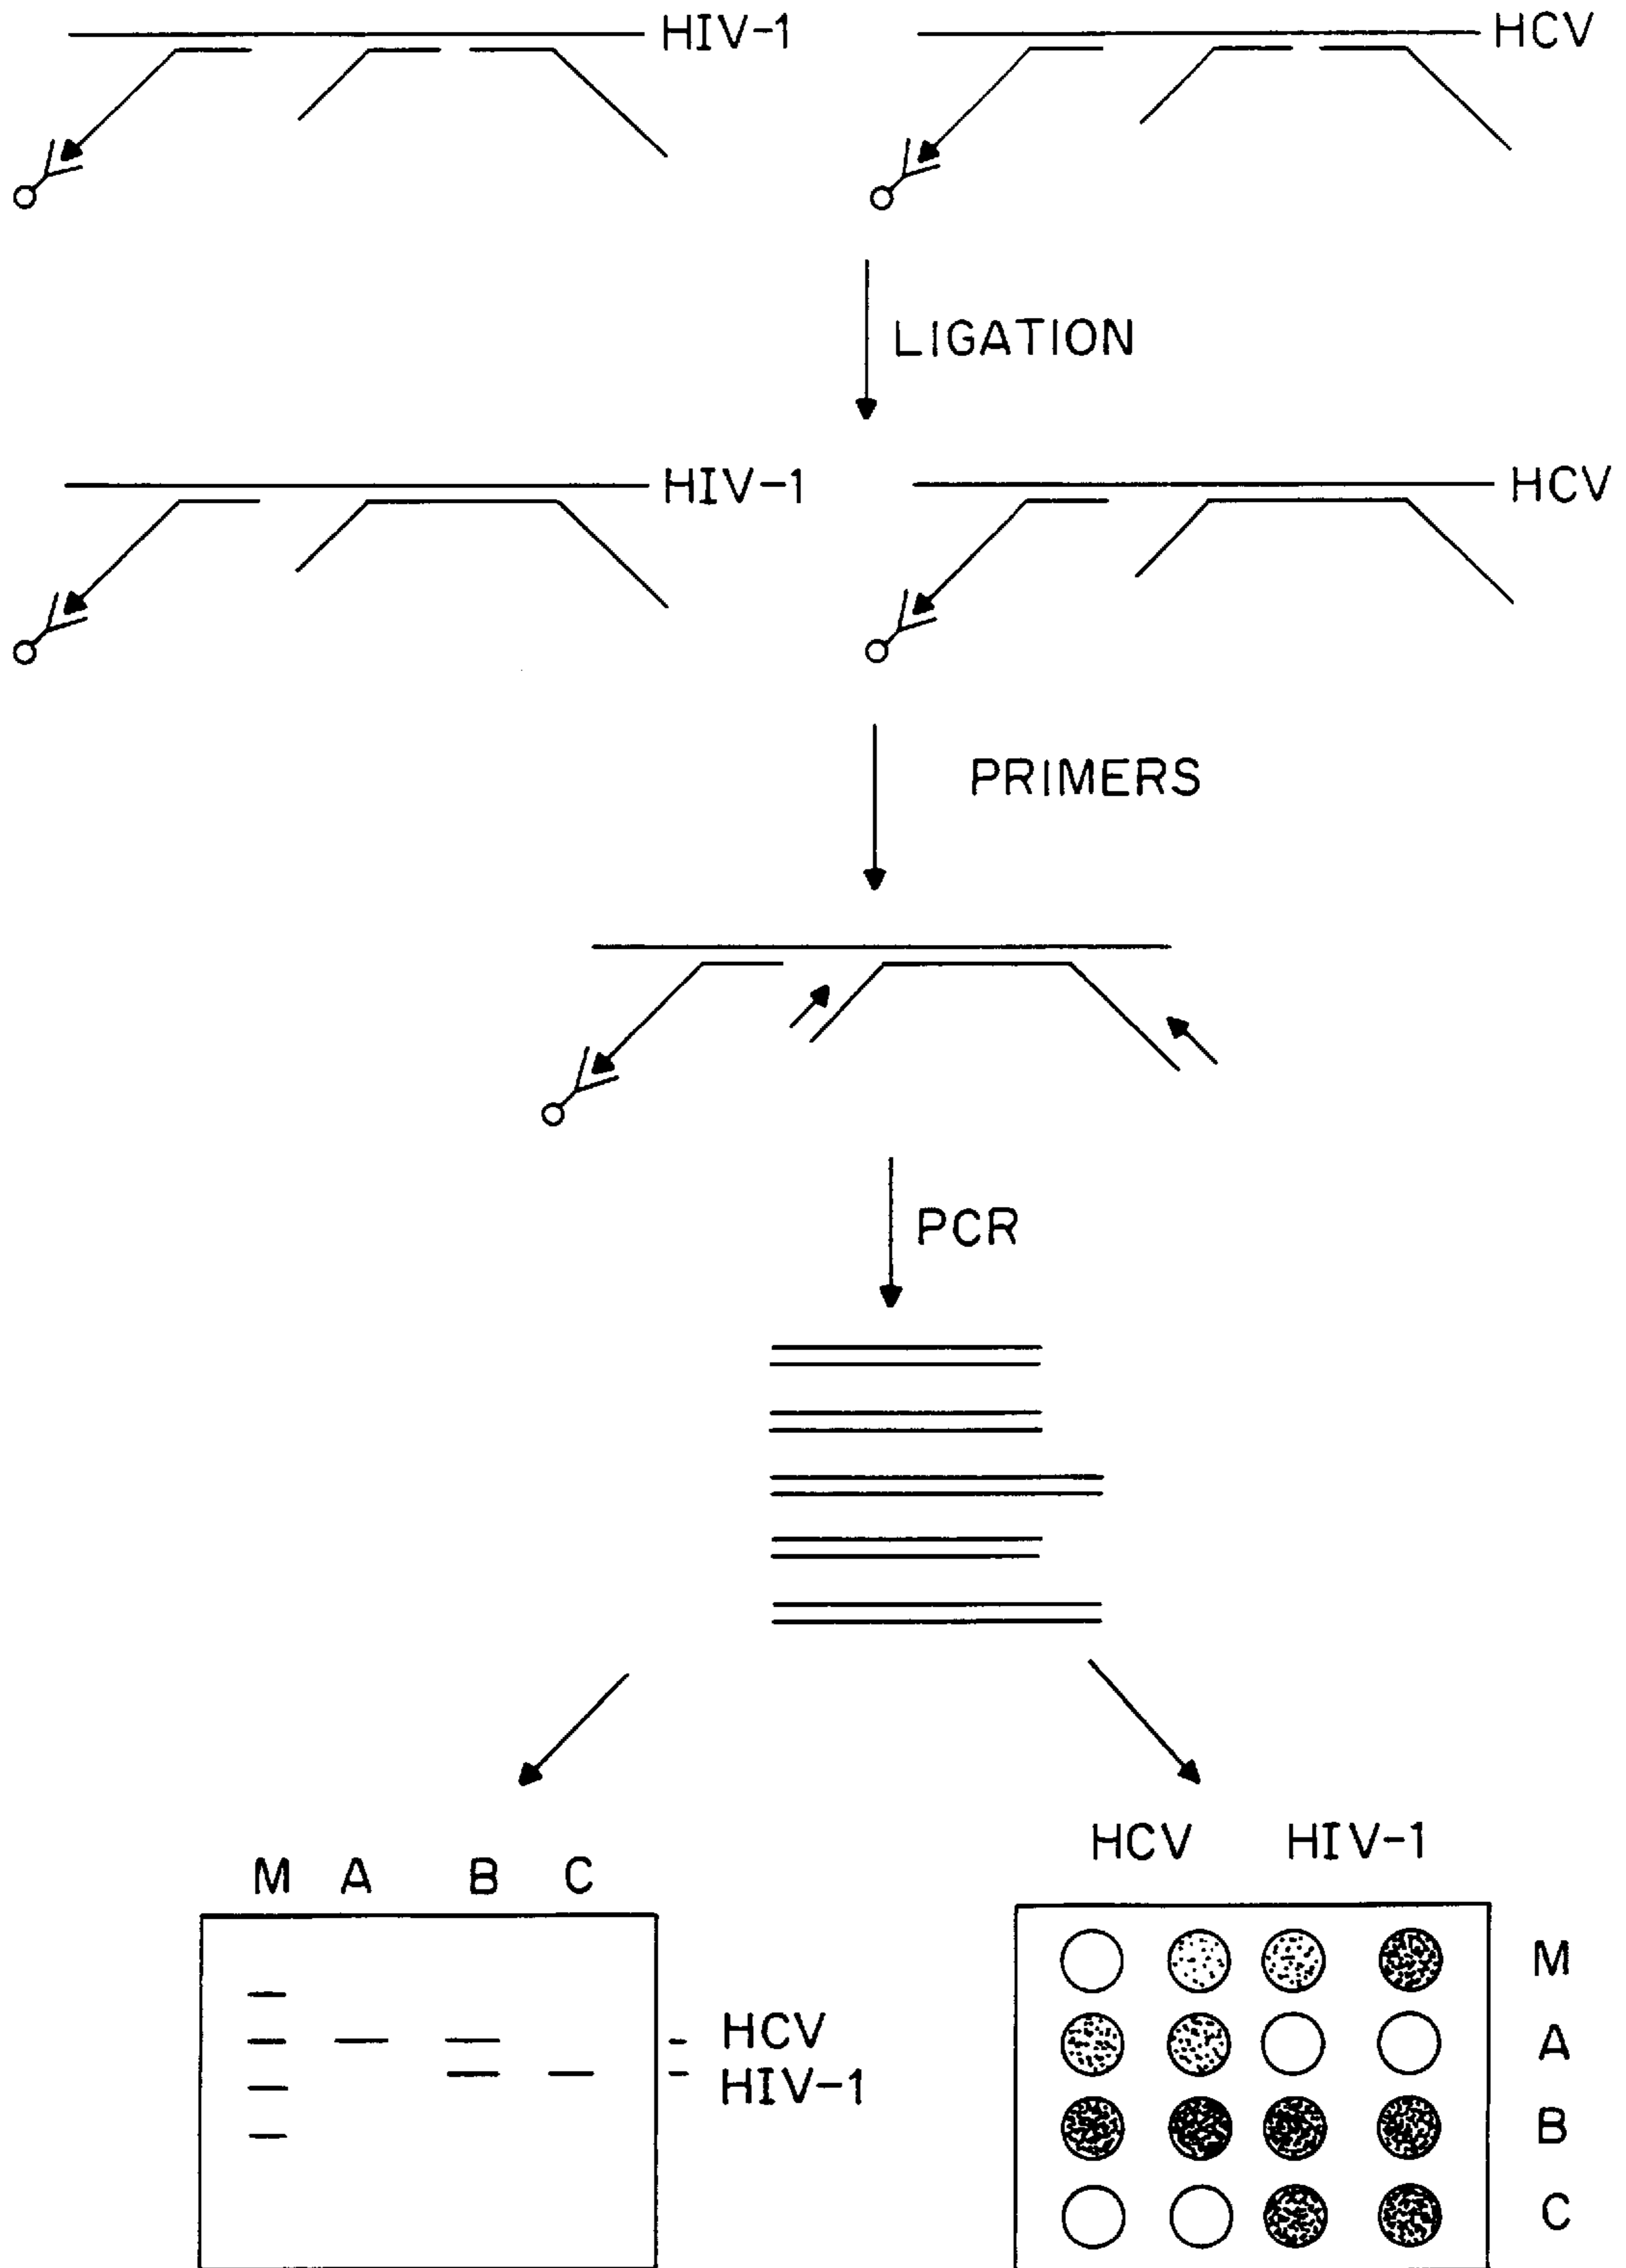 HIV-1 HCV
LIGATION
HIV-1 HCV
PRIMERS
PCR
M A B C
HCV
HIV-1
HCV HIV-1
M
A
B
C